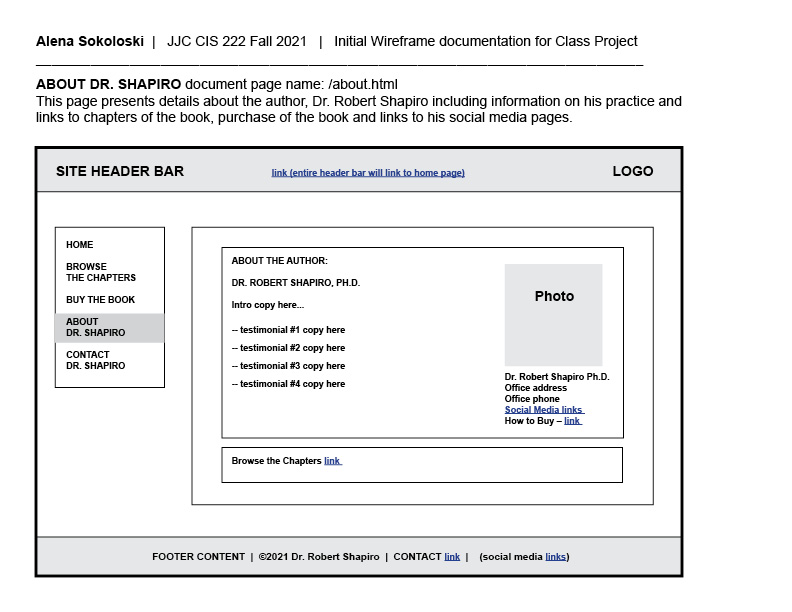 Alena Sokoloski | JJC CIS 222 Fall 2021 | Initial Wireframe documentation for Class Project
ABOUT DR. SHAPIRO document page name: /about.html
This page presents details about the author, Dr. Robert Shapiro including information on his practice and
links to chapters of the book, purchase of the book and links to his social media pages.
SITE HEADER BAR link (entire header bar will link to home page) LOGO
HOME
BROWSE
THE CHAPTERS
BUY THE BOOK
ABOUT
DR. SHAPIRO
CONTACT
DR. SHAPIRO
ABOUT THE AUTHOR:
DR. ROBERT SHAPIRO, PH.D.
Intro copy here...
-- testimonial #1 copy here
-- testimonial #2 copy here
-- testimonial #3 copy here
-- testimonial #4 copy here
Photo
Dr. Robert Shapiro Ph.D.
Office address
Office phone
Social Media links
How to Buy – link
Browse the Chapters link
FOOTER CONTENT | ©2021 Dr. Robert Shapiro | CONTACT link | (social media links)